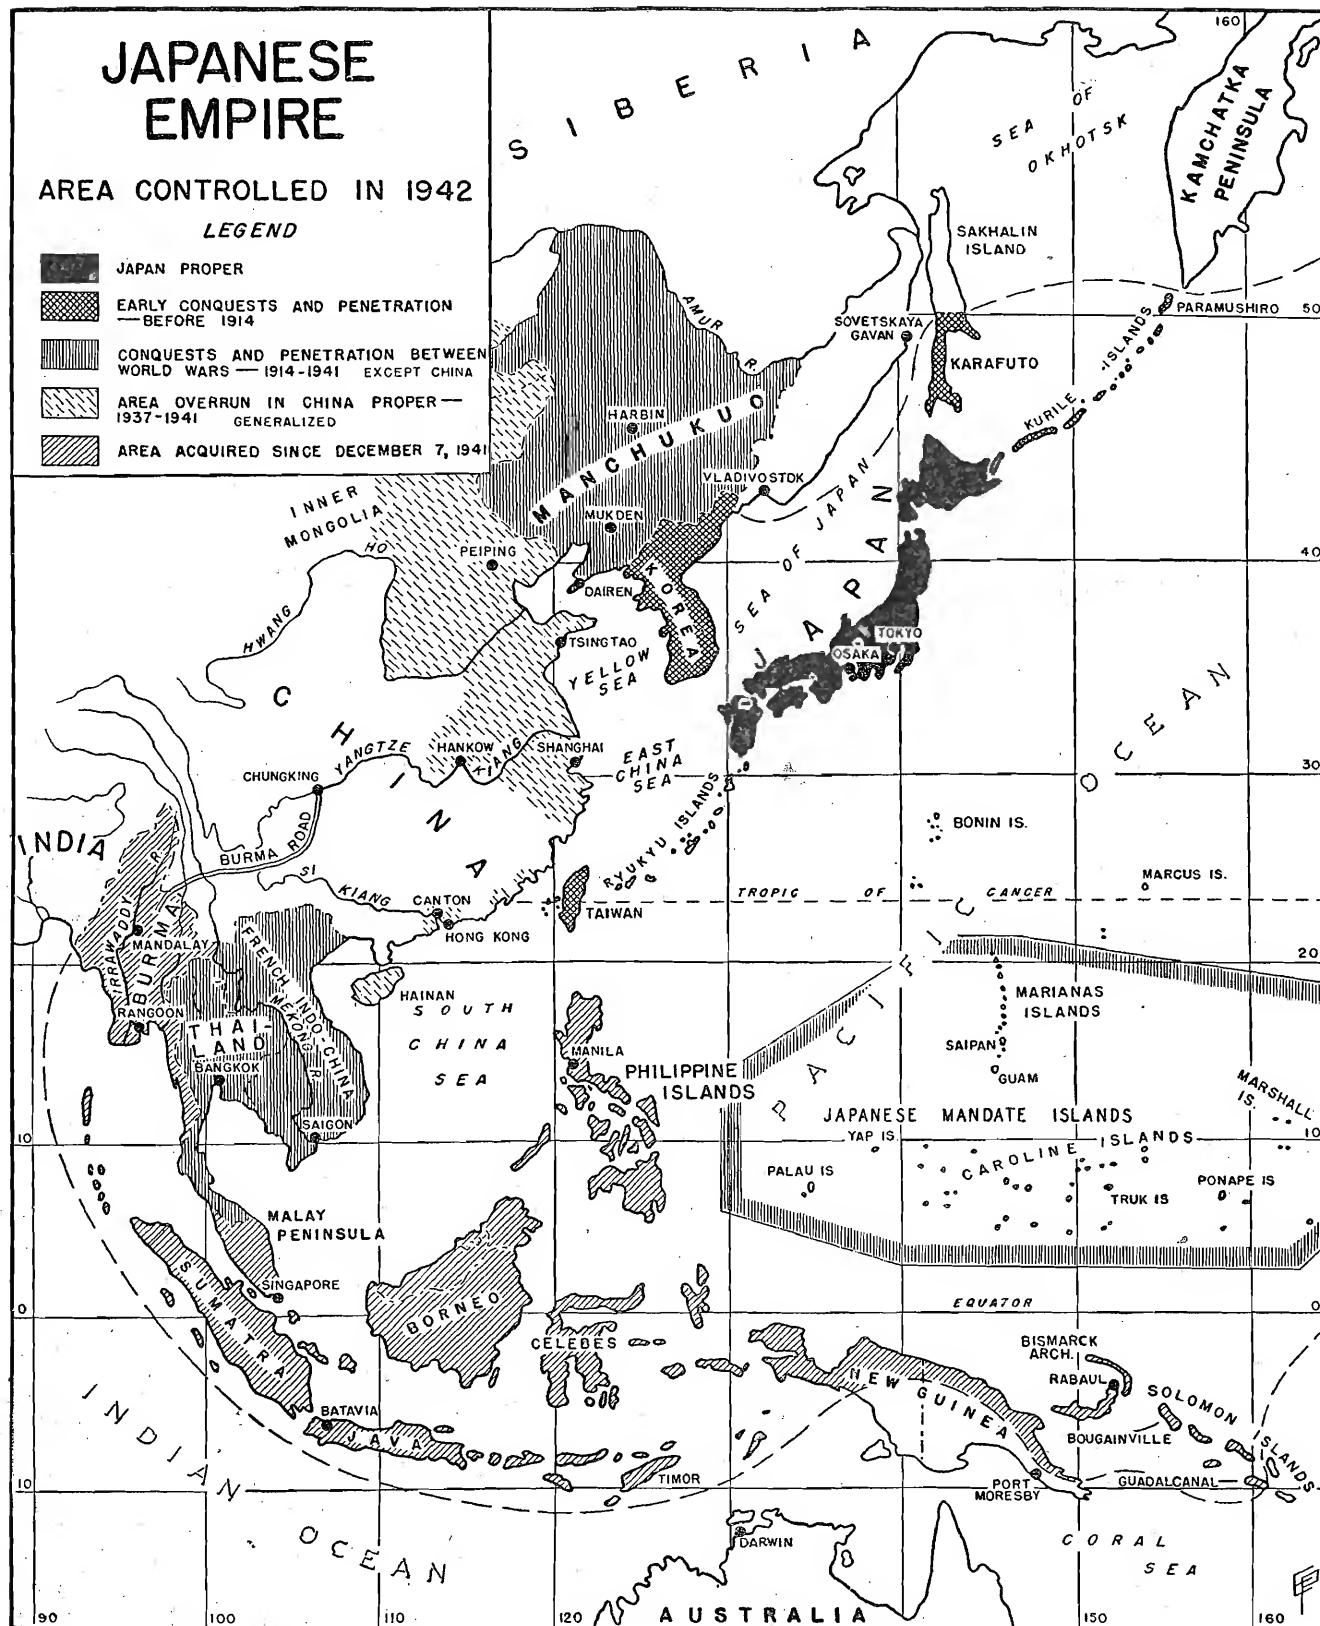 JAPANESE
EMPIRE
AREA CONTROLLED IN 1942
LEGEND
JAPAN PROPER
EARLY CONQUESTS AND PENETRATION
—BEFORE 1914
CONQUESTS AND PENETRATION BETWEEN
WORLD WARS — 1914-1941 EXCEPT CHINA
AREA OVERRUN IN CHINA PROPER—
1937-1941 GENERALIZED
AREA ACQUIRED SINCE DECEMBER 7, 1941
160
SIBERIA
SEA OF
OKHOTSK
KAMCHATKA
PENINSULA
SAKHALIN
ISLAND
AMUR R.
SOVETSKAYA
GAVAN
PARAMUSHIRO
50
KARAFUTO
KURILE ISLANDS
HARBIN
MANCHUKUO
VLADIVOSTOK
INNER
MONGOLIA
MUKDEN
SEA OF JAPAN
JAPAN
HWANG HO
PEIPING
40
DAIREN
KOREA
TSINGTAO
TOKYO
OSAKA
YELLOW
SEA
CHINA
YANGTZE KIANG
HANKOW
SHANGHAI
EAST
CHINA
SEA
30
CHUNGKING
PACIFIC OCEAN
INDIA
BURMA ROAD
RYUKYU ISLANDS
BONIN IS.
SI KIANG
MARCUS IS.
TROPIC OF CANCER
CANTON
TAIWAN
HONG KONG
IRRAWADDY R.
BURMA
MANDALAY
FRENCH INDO-CHINA
20
HAINAN
MARIANAS
ISLANDS
RANGOON
THAI-
LAND
MEKONG R.
SOUTH
CHINA
SEA
SAIPAN
MANILA
BANGKOK
PHILIPPINE
ISLANDS
GUAM
MARSHALL
IS.
SAIGON
JAPANESE MANDATE ISLANDS
10
10
YAP IS
CAROLINE ISLANDS
PALAU IS
TRUK IS
PONAPE IS
MALAY
PENINSULA
SUMATRA
SINGAPORE
BORNEO
0
EQUATOR
0
CELEBES
BISMARCK
ARCH.
RABAUL
NEW GUINEA
SOLOMON ISLANDS
BATAVIA
JAVA
BOUGAINVILLE
TIMOR
PORT
MORESBY
GUADALCANAL
10
INDIAN OCEAN
DARWIN
CORAL
SEA
AUSTRALIA
90
100
110
120
150
160